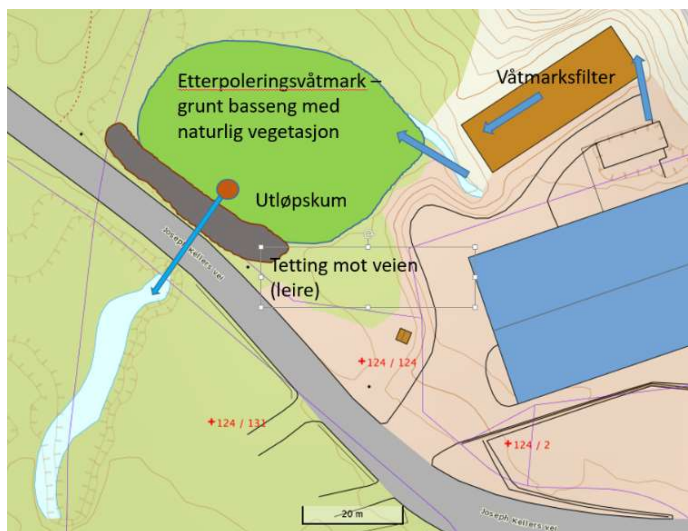 Etterpoleringsvåtmark –
grunt basseng med
naturlig vegetasjon
Våtmarksfilter
Utløpskum
Joseph Kellers vei
Tetting mot veien
(leire)
124 / 124
124 / 131
124 / 2
20 m
Joseph Kellers vei